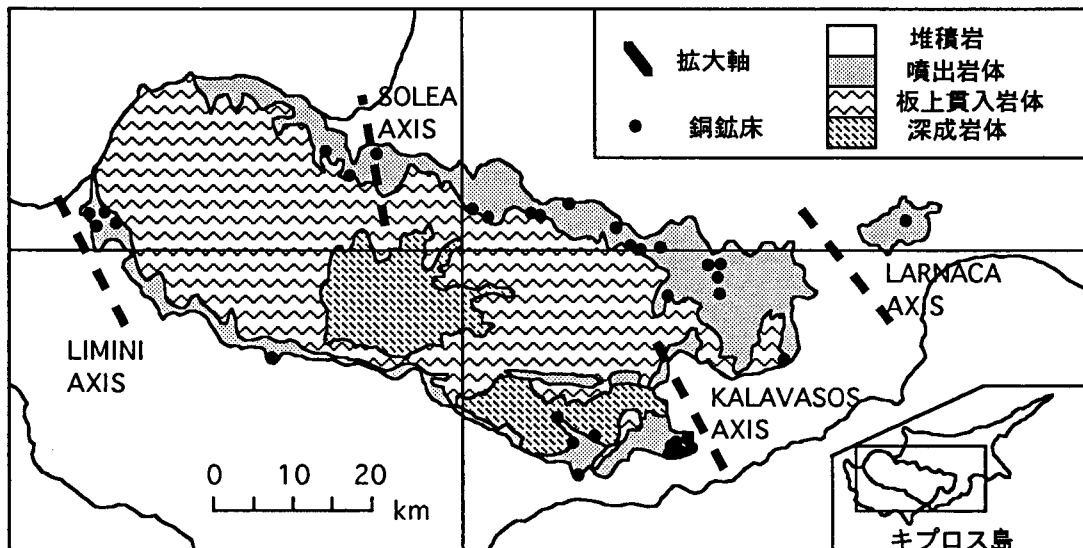 拡大軸
銅鉱床
堆積岩
噴出岩体
板上貫入岩体
深成岩体
SOLEA
AXIS
LIMINI
AXIS
LARNACA
AXIS
KALAVASOS
AXIS
0 10 20
km
キプロス島